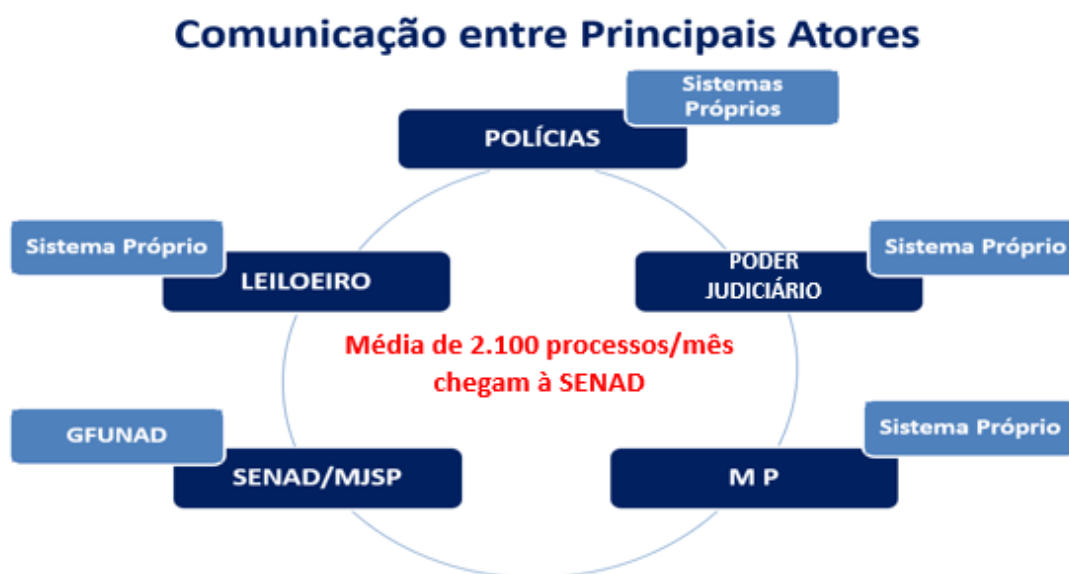 Comunicação entre Principais Atores
Sistemas
Próprios
POLÍCIAS
Sistema Próprio
LEILOEIRO
Sistema Próprio
PODER
JUDICIÁRIO
Média de 2.100 processos/mês
chegam à SENAD
GFUNAD
SENAD/MJSP
Sistema Próprio
M P